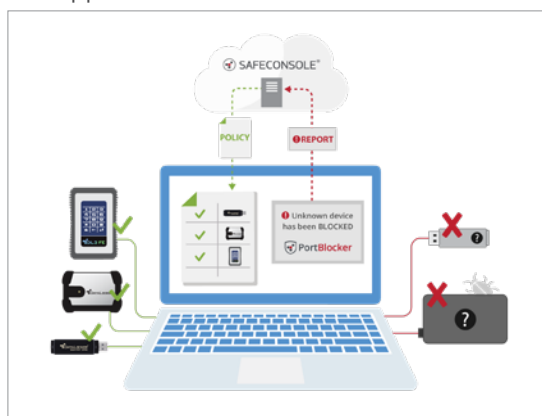 SAFECONSOLE®
POLICY
!REPORT
! Unknown device
has been BLOCKED
PortBlocker
?
?